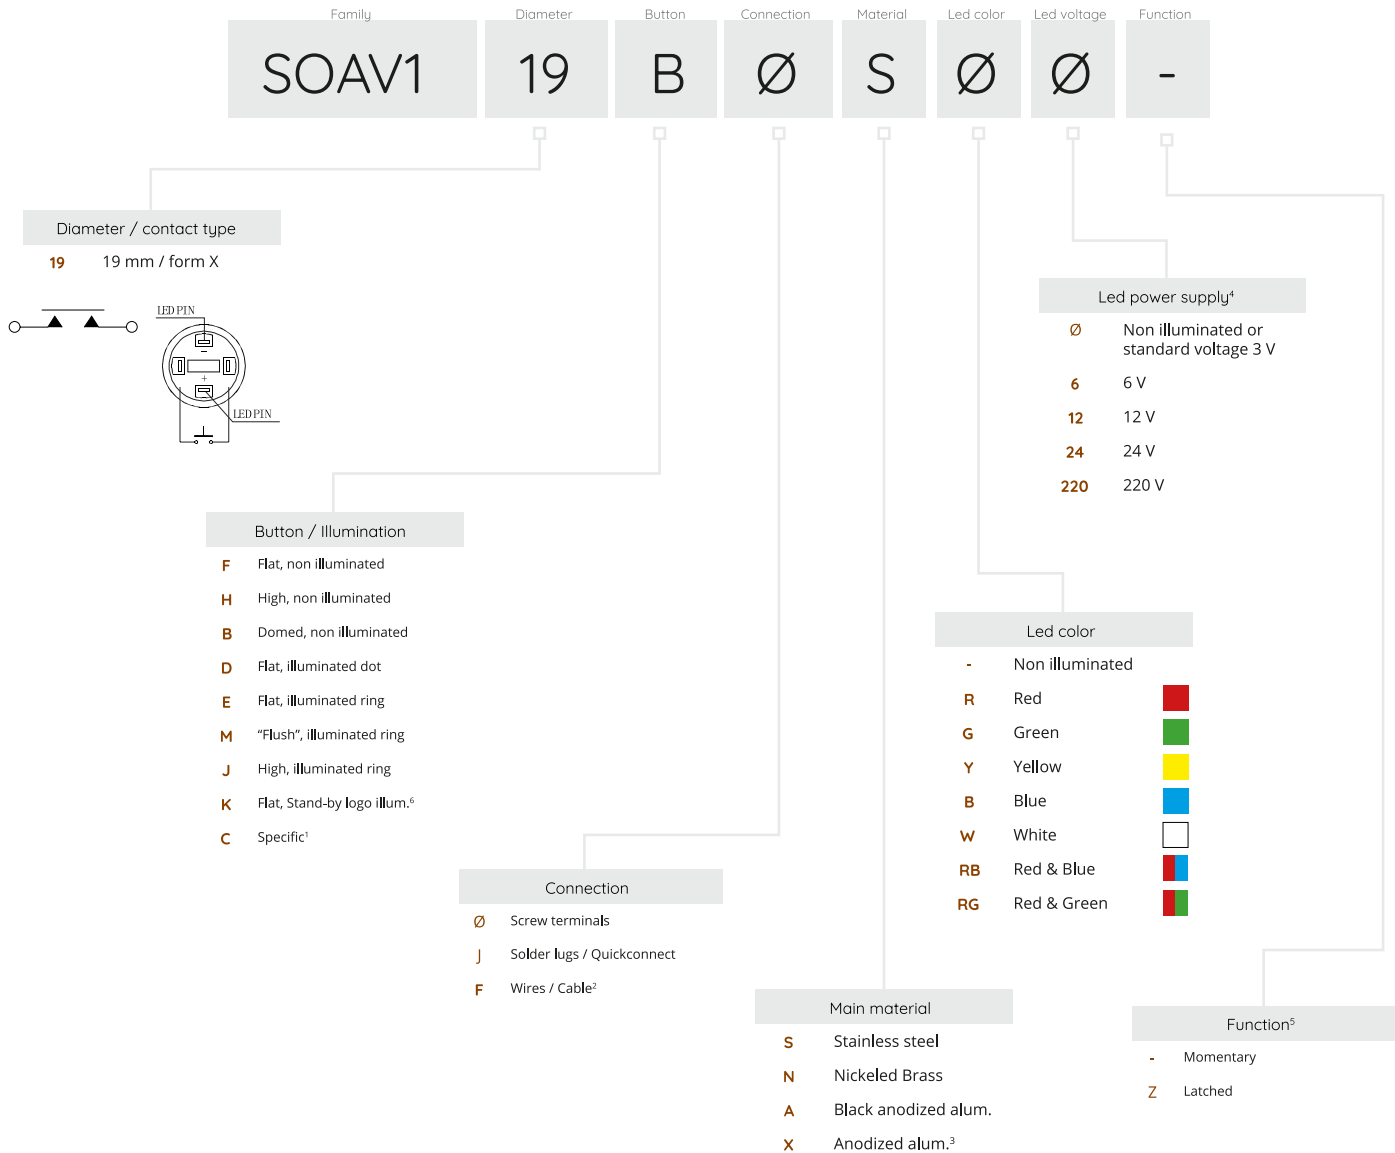 Family Diameter Button Connection Material Led color Led voltage Function
SOAV1 19 B Ø S Ø Ø -
Diameter / contact type
19 19 mm / form X
LED PIN
-
+
LED PIN
Led power supply⁴
Ø Non illuminated or
standard voltage 3 V
6 6 V
12 12 V
24 24 V
220 220 V
Button / Illumination
F Flat, non illuminated
H High, non illuminated
B Domed, non illuminated
D Flat, illuminated dot
E Flat, illuminated ring
M “Flush”, illuminated ring
J High, illuminated ring
K Flat, Stand-by logo illum.⁶
C Specific¹
Led color
- Non illuminated
R Red
G Green
Y Yellow
B Blue
W White
RB Red & Blue
RG Red & Green
Connection
Ø Screw terminals
J Solder lugs / Quickconnect
F Wires / Cable²
Main material
S Stainless steel
N Nickeled Brass
A Black anodized alum.
X Anodized alum.³
Function⁵
- Momentary
Z Latched